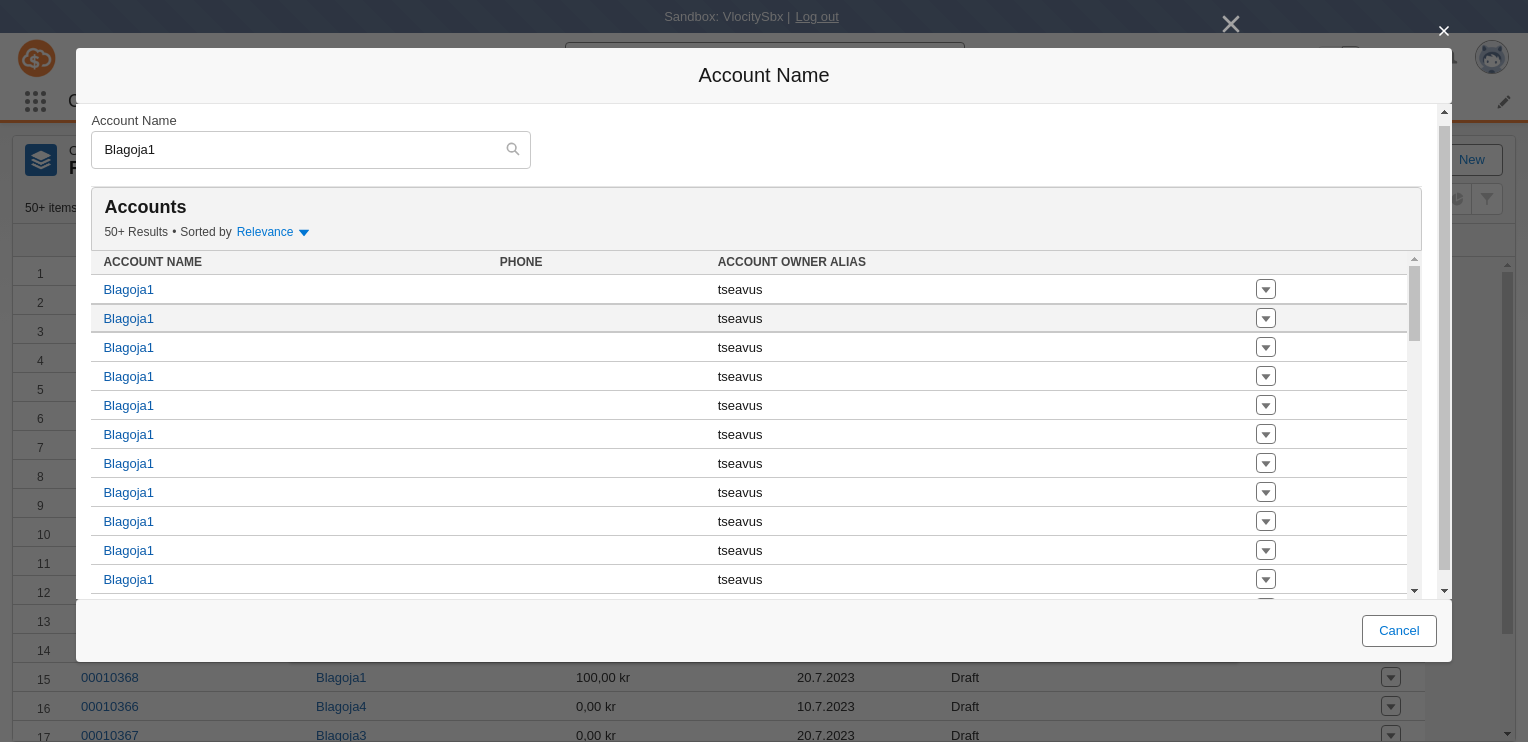 Sandbox: VlocitySbx | Log out
Account Name
Account Name
Blagoja1
New
50+ items
Accounts
50+ Results • Sorted by Relevance
ACCOUNT NAME PHONE ACCOUNT OWNER ALIAS
Blagoja1 tseavus
Blagoja1 tseavus
Blagoja1 tseavus
Blagoja1 tseavus
Blagoja1 tseavus
Blagoja1 tseavus
Blagoja1 tseavus
Blagoja1 tseavus
Blagoja1 tseavus
Blagoja1 tseavus
Blagoja1 tseavus
1
2
3
4
5
6
7
8
9
10
11
12
13
14
Cancel
15 00010368 Blagoja1 100,00 kr 20.7.2023 Draft
16 00010366 Blagoja4 0,00 kr 10.7.2023 Draft
17 00010367 Blagoja3 0,00 kr 20.7.2023 Draft